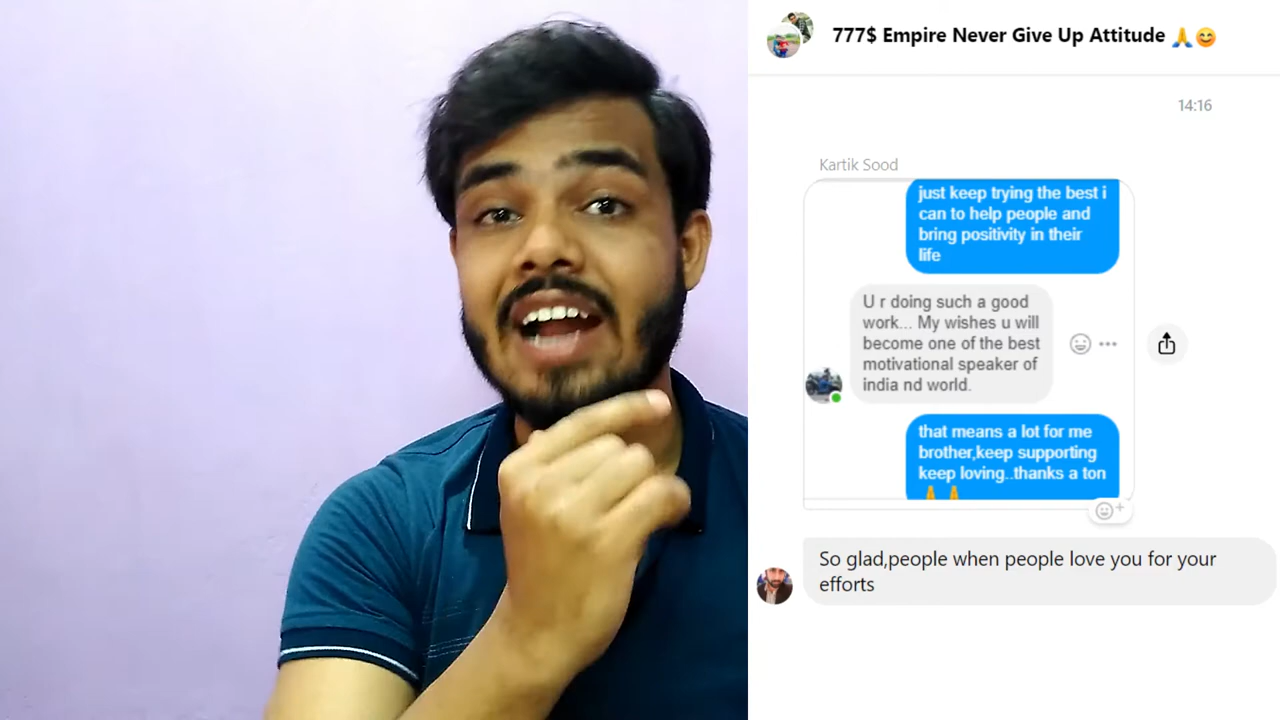 777$ Empire Never Give Up Attitude 🙏😊
14:16
Kartik Sood
just keep trying the best i
can to help people and
bring positivity in their
life
U r doing such a good
work... My wishes u will
become one of the best
motivational speaker of
india nd world.
that means a lot for me
brother,keep supporting
keep loving..thanks a ton
So glad,people when people love you for your
efforts